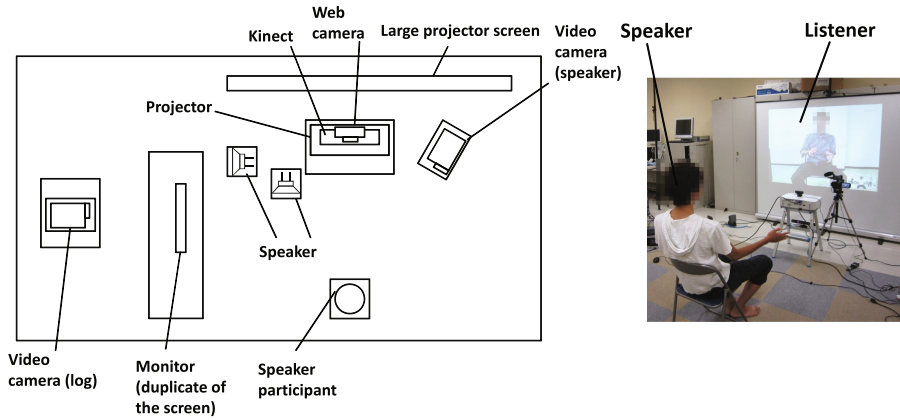 Web
camera
Kinect
Large projector screen
Video
camera
(speaker)
Projector
Speaker
Video
camera (log)
Monitor
(duplicate of
the screen)
Speaker
participant
Speaker
Listener